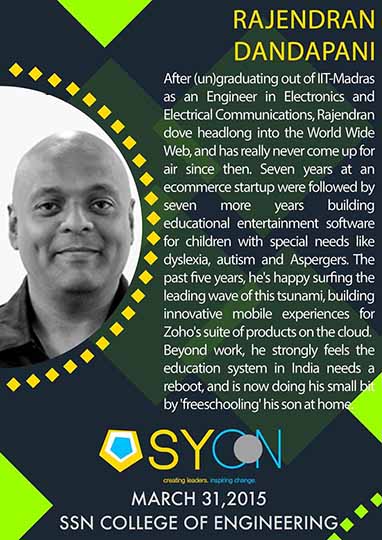 RAJENDRAN
DANDAPANI
After (un)graduating out of IIT-Madras
as an Engineer in Electronics and
Electrical Communications, Rajendran
dove headlong into the World Wide
Web, and has really never come up for
air since then. Seven years at an
ecommerce startup were followed by
seven more years building
educational entertainment software
for children with special needs like
dyslexia, autism and Aspergers. The
past five years, he's happy surfing the
leading wave of this tsunami, building
innovative mobile experiences for
Zoho's suite of products on the cloud.
Beyond work, he strongly feels the
education system in India needs a
reboot, and is now doing his small bit
by 'freeschooling' his son at home.
SYCON
creating leaders. inspiring change.
MARCH 31,2015
SSN COLLEGE OF ENGINEERING